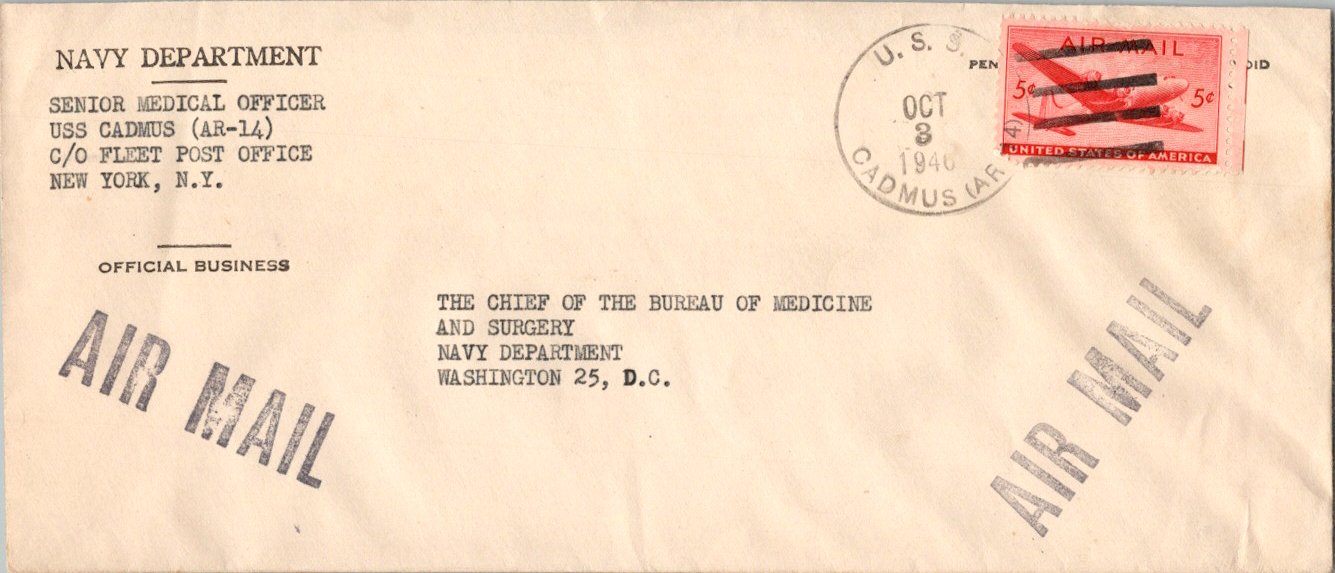 NAVY DEPARTMENT
SENIOR MEDICAL OFFICER
USS CADMUS (AR-14)
C/O FLEET POST OFFICE
NEW YORK, N.Y.
OFFICIAL BUSINESS
U. S. S.
OCT
3
1946
CADMUS (AR-14)
PEN
OID
AIR MAIL
5¢ 5¢
UNITED STATES OF AMERICA
THE CHIEF OF THE BUREAU OF MEDICINE
AND SURGERY
NAVY DEPARTMENT
WASHINGTON 25, D.C.
AIR MAIL
AIR MAIL